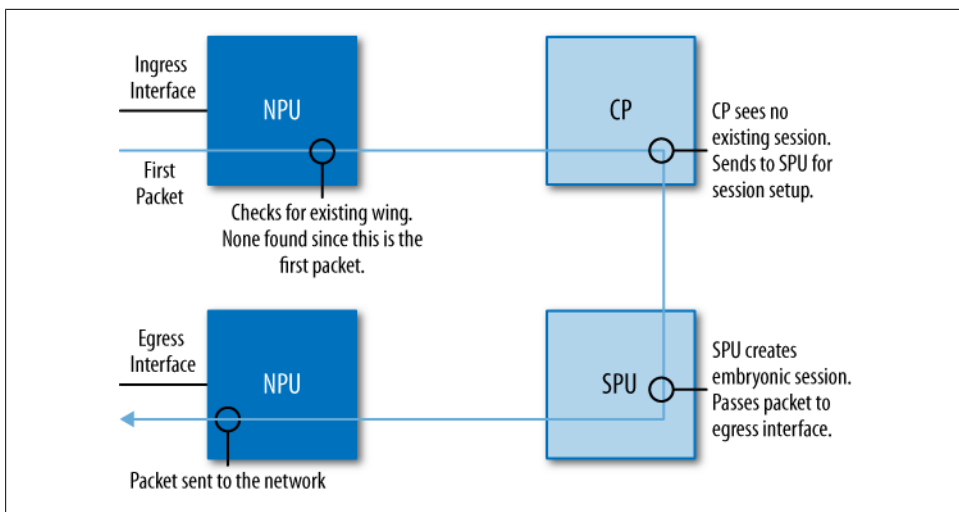 Ingress
Interface
NPU
CP
First
Packet
CP sees no
existing session.
Sends to SPU for
session setup.
Checks for existing wing.
None found since this is the
first packet.
Egress
Interface
NPU
SPU
SPU creates
embryonic session.
Passes packet to
egress interface.
Packet sent to the network